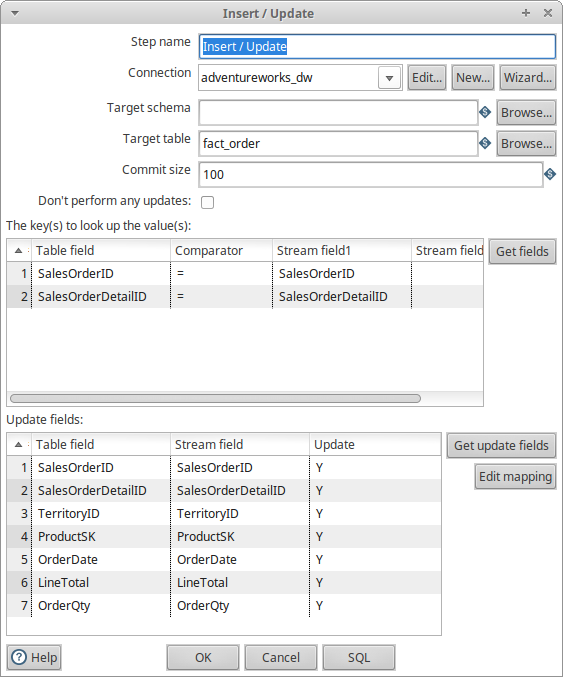 Insert / Update
Step name Insert / Update
Connection adventureworks_dw Edit... New... Wizard...
Target schema Browse...
Target table fact_order Browse...
Commit size 100
Don't perform any updates:
The key(s) to look up the value(s):
Table field Comparator Stream field1 Stream field Get fields
1 SalesOrderID = SalesOrderID
2 SalesOrderDetailID = SalesOrderDetailID
Update fields:
Table field Stream field Update Get update fields
1 SalesOrderID SalesOrderID Y
Edit mapping
2 SalesOrderDetailID SalesOrderDetailID Y
3 TerritoryID TerritoryID Y
4 ProductSK ProductSK Y
5 OrderDate OrderDate Y
6 LineTotal LineTotal Y
7 OrderQty OrderQty Y
Help OK Cancel SQL